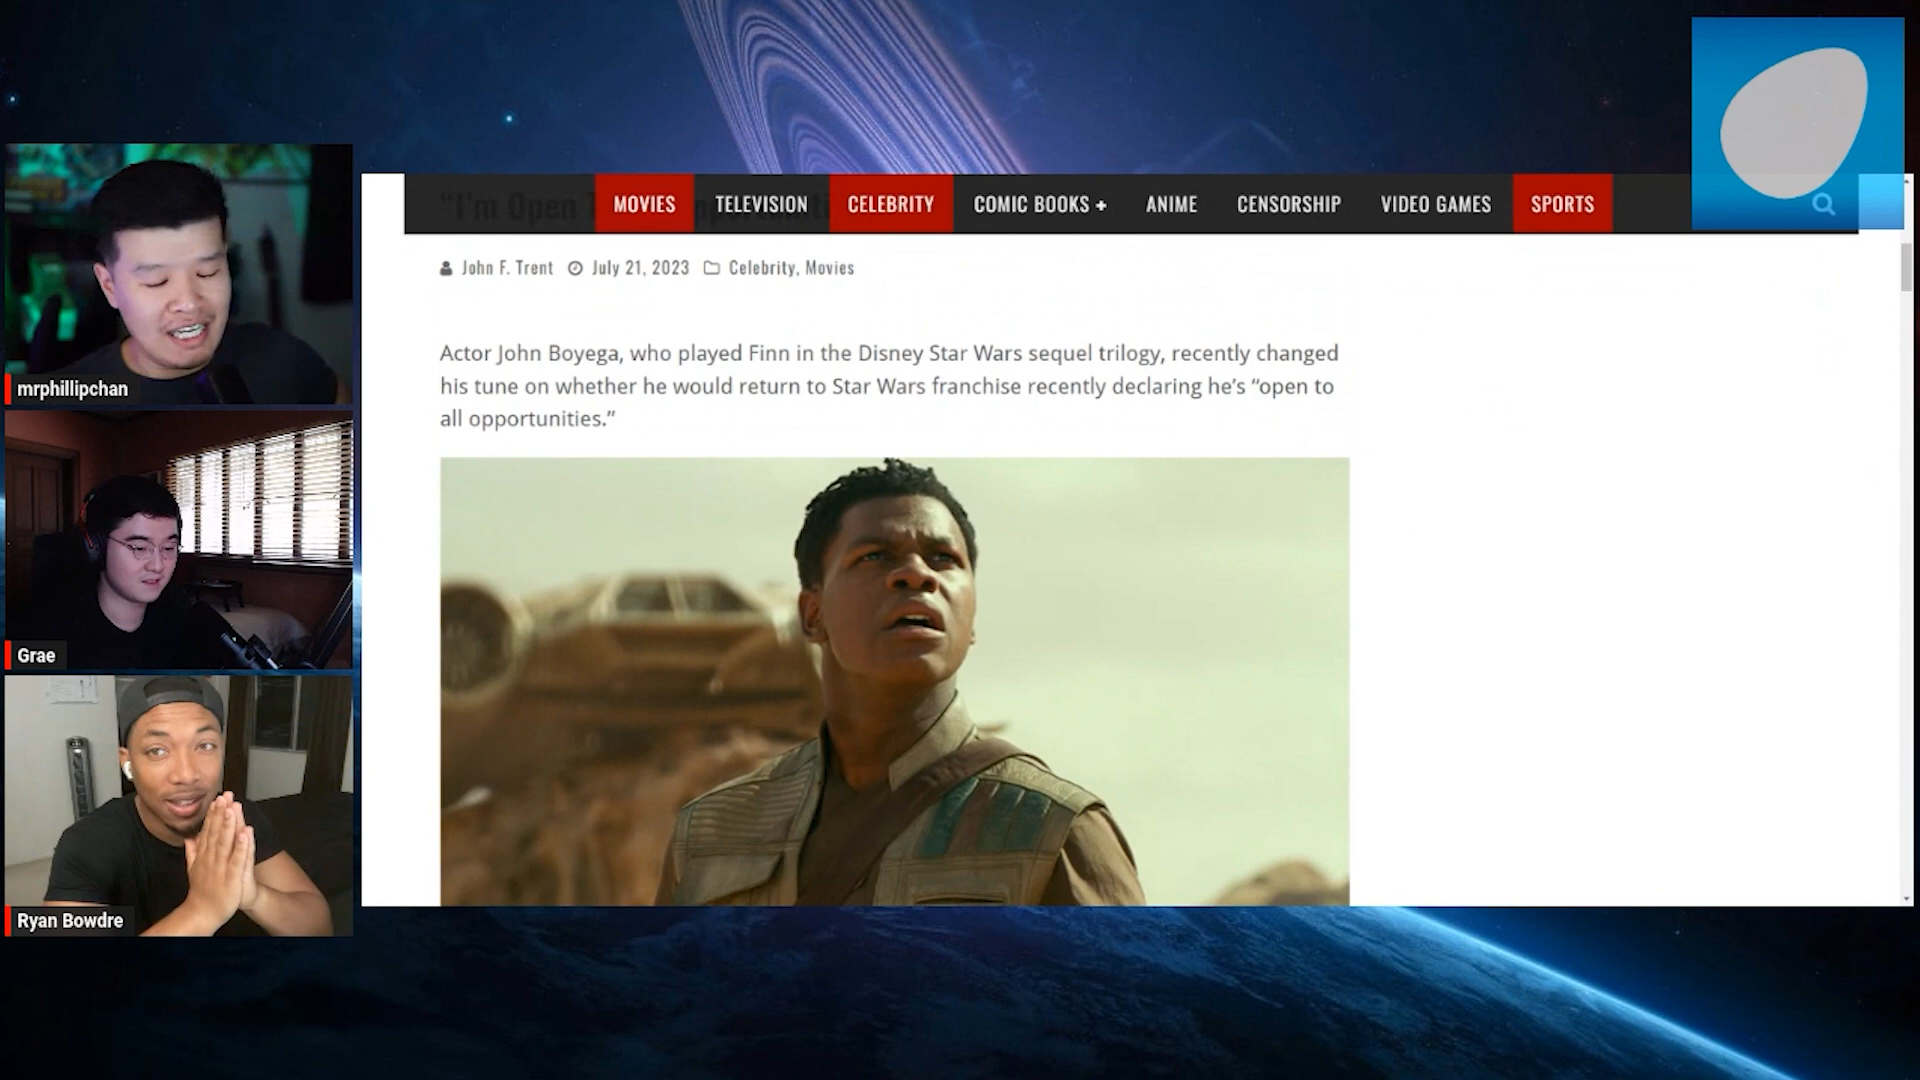 "I'm Open
MOVIES TELEVISION CELEBRITY COMIC BOOKS + ANIME CENSORSHIP VIDEO GAMES SPORTS
John F. Trent July 21, 2023 Celebrity, Movies
Actor John Boyega, who played Finn in the Disney Star Wars sequel trilogy, recently changed
his tune on whether he would return to Star Wars franchise recently declaring he's “open to
all opportunities.”
mrphillipchan
Grae
Ryan Bowdre